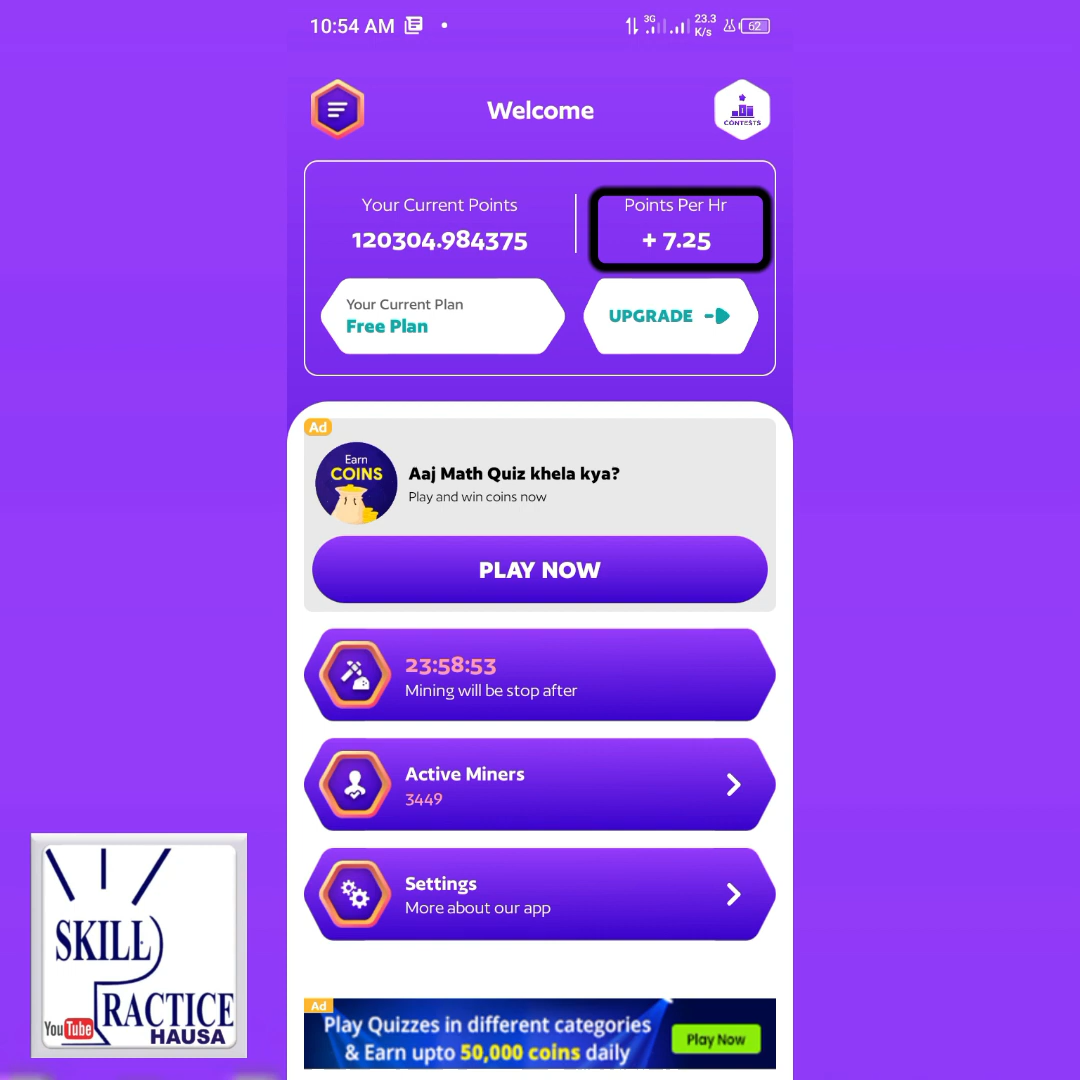 10:54 AM
3G
23.3
K/s
62
Welcome
CONTESTS
Your Current Points
120304.984375
Points Per Hr
+ 7.25
Your Current Plan
Free Plan
UPGRADE
Ad
Earn
COINS
Aaj Math Quiz khela kya?
Play and win coins now
PLAY NOW
23:58:53
Mining will be stop after
Active Miners
3449
Settings
More about our app
SKILL
PRACTICE
YouTube
HAUSA
Ad
Play Quizzes in different categories
& Earn upto 50,000 coins daily
Play Now